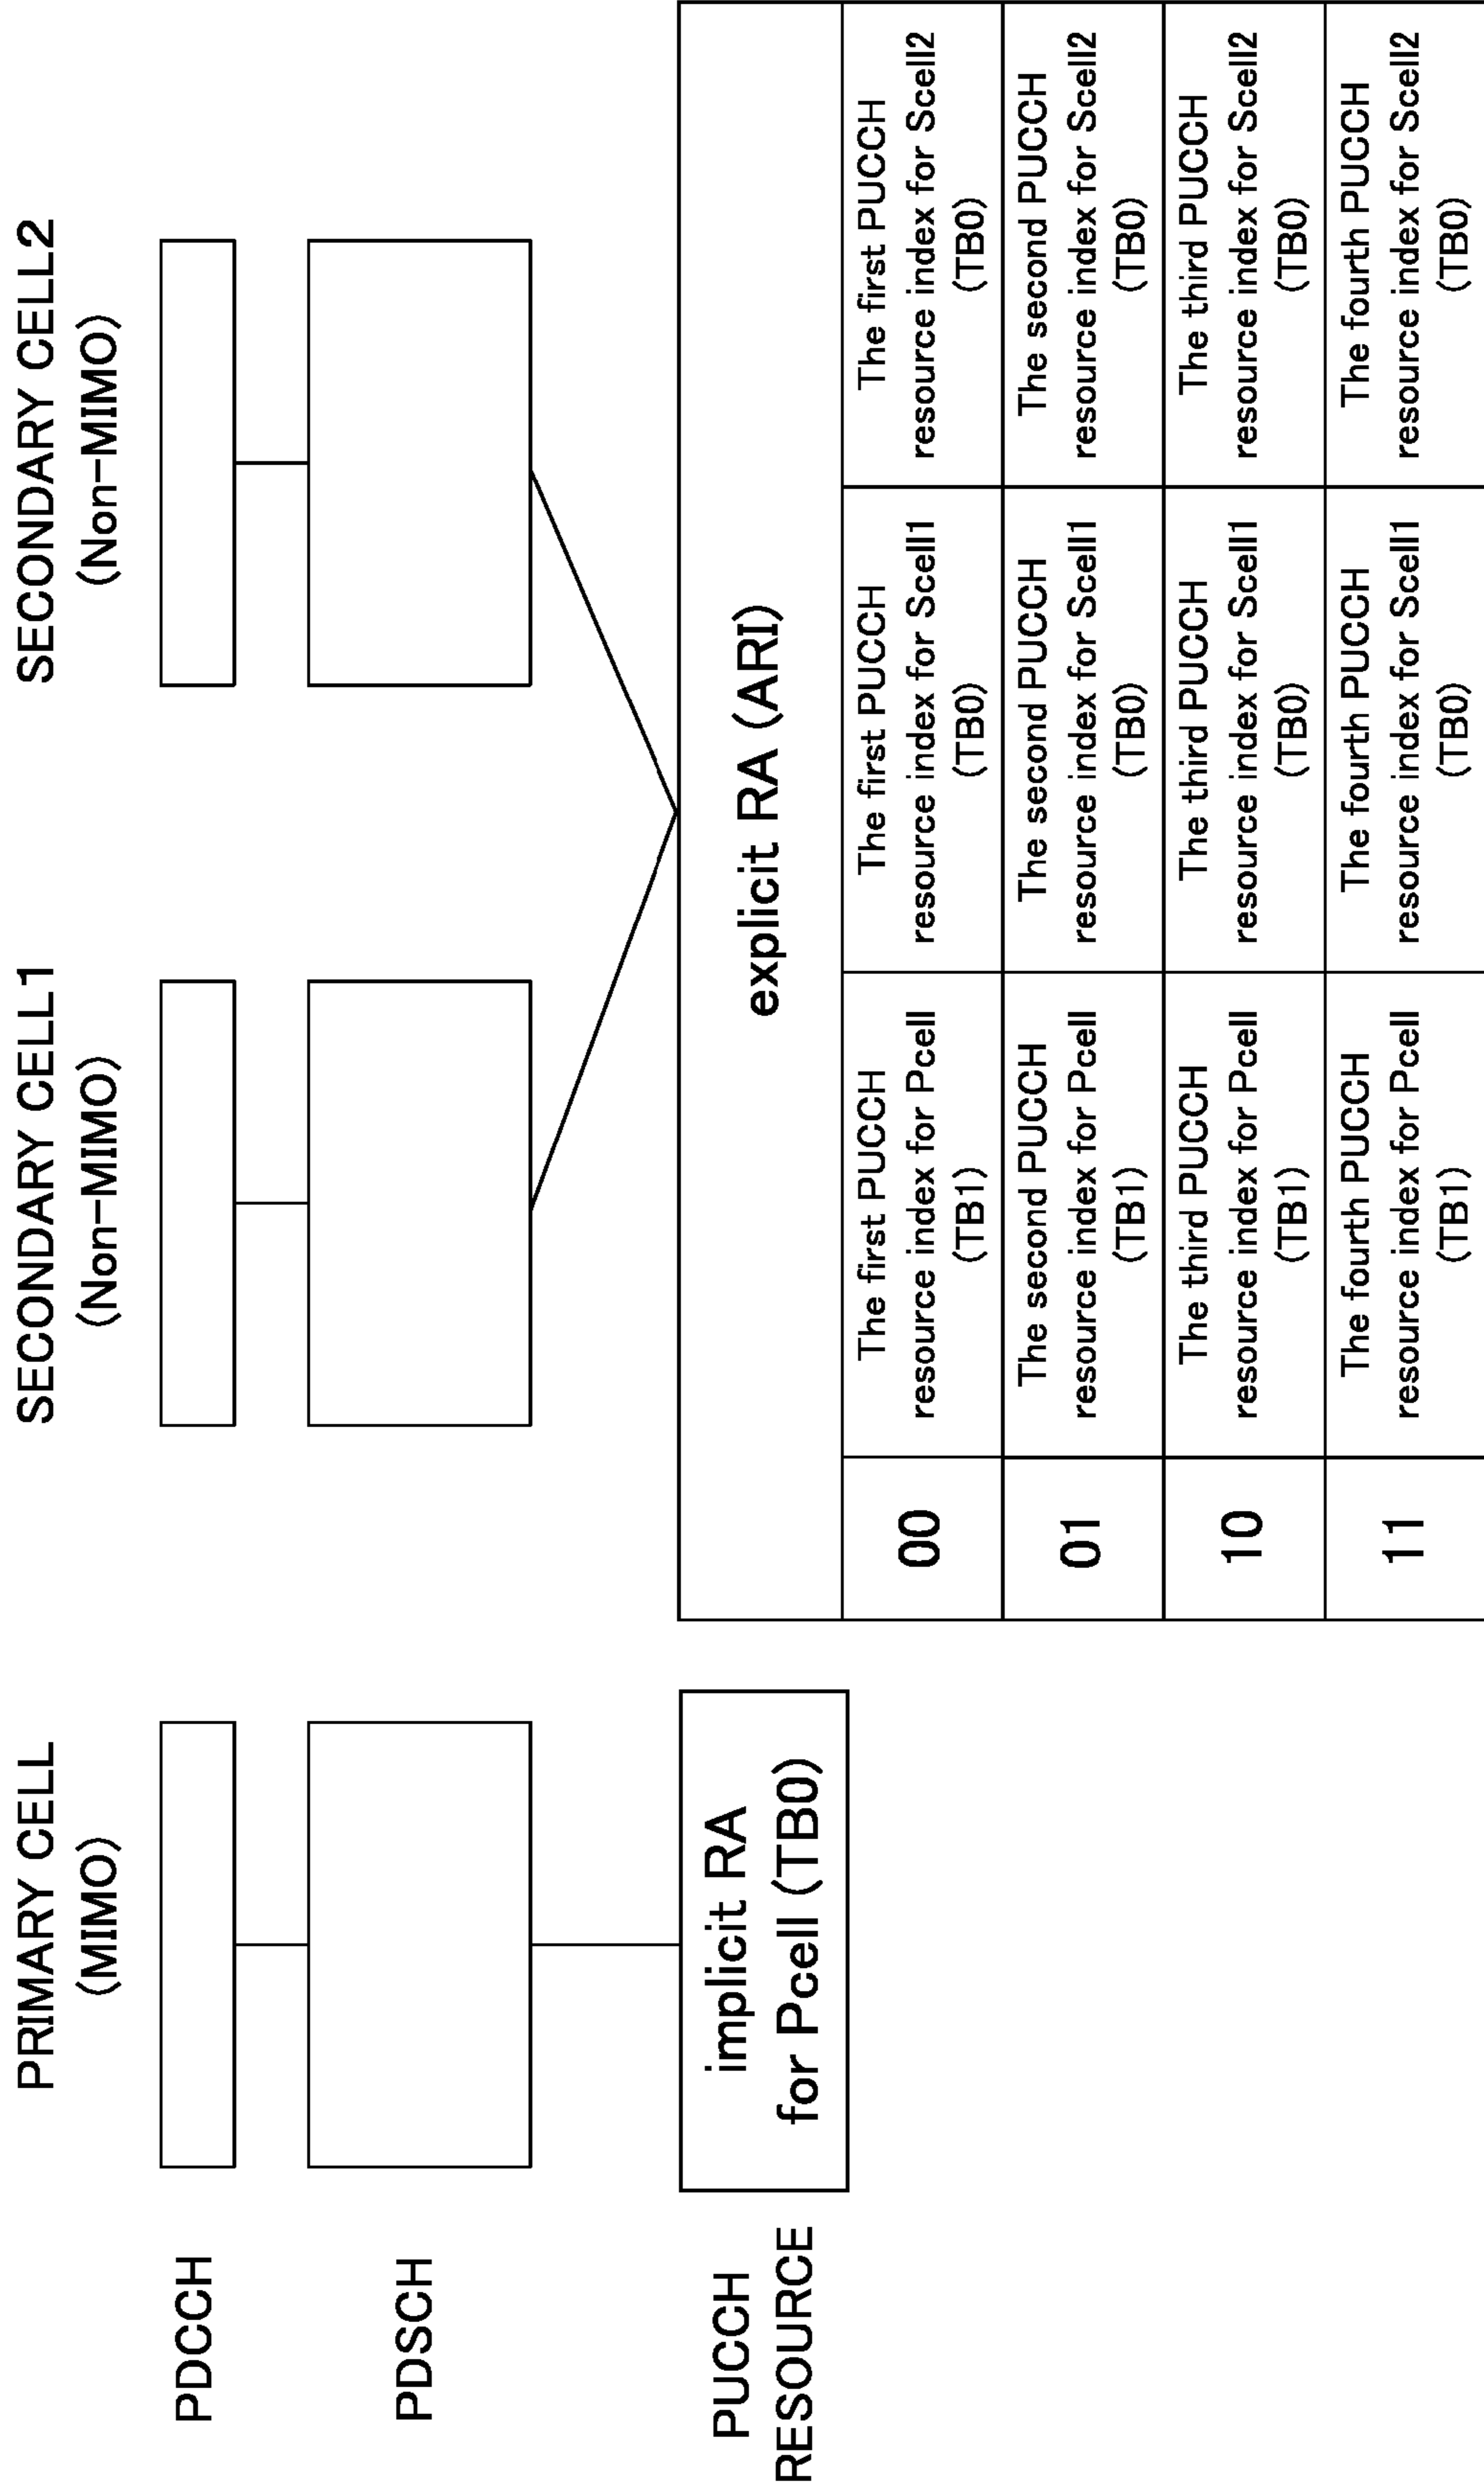 PRIMARY CELL
(MIMO)
SECONDARY CELL1
(Non-MIMO)
SECONDARY CELL2
(Non-MIMO)
PDCCH
PDSCH
PUCCH
RESOURCE
implicit RA
for Pcell (TB0)
explicit RA (ARI)
00
The first PUCCH
resource index for Pcell
(TB1)
The first PUCCH
resource index for Scell1
(TB0)
The first PUCCH
resource index for Scell2
(TB0)
01
The second PUCCH
resource index for Pcell
(TB1)
The second PUCCH
resource index for Scell1
(TB0)
The second PUCCH
resource index for Scell2
(TB0)
10
The third PUCCH
resource index for Pcell
(TB1)
The third PUCCH
resource index for Scell1
(TB0)
The third PUCCH
resource index for Scell2
(TB0)
11
The fourth PUCCH
resource index for Pcell
(TB1)
The fourth PUCCH
resource index for Scell1
(TB0)
The fourth PUCCH
resource index for Scell2
(TB0)